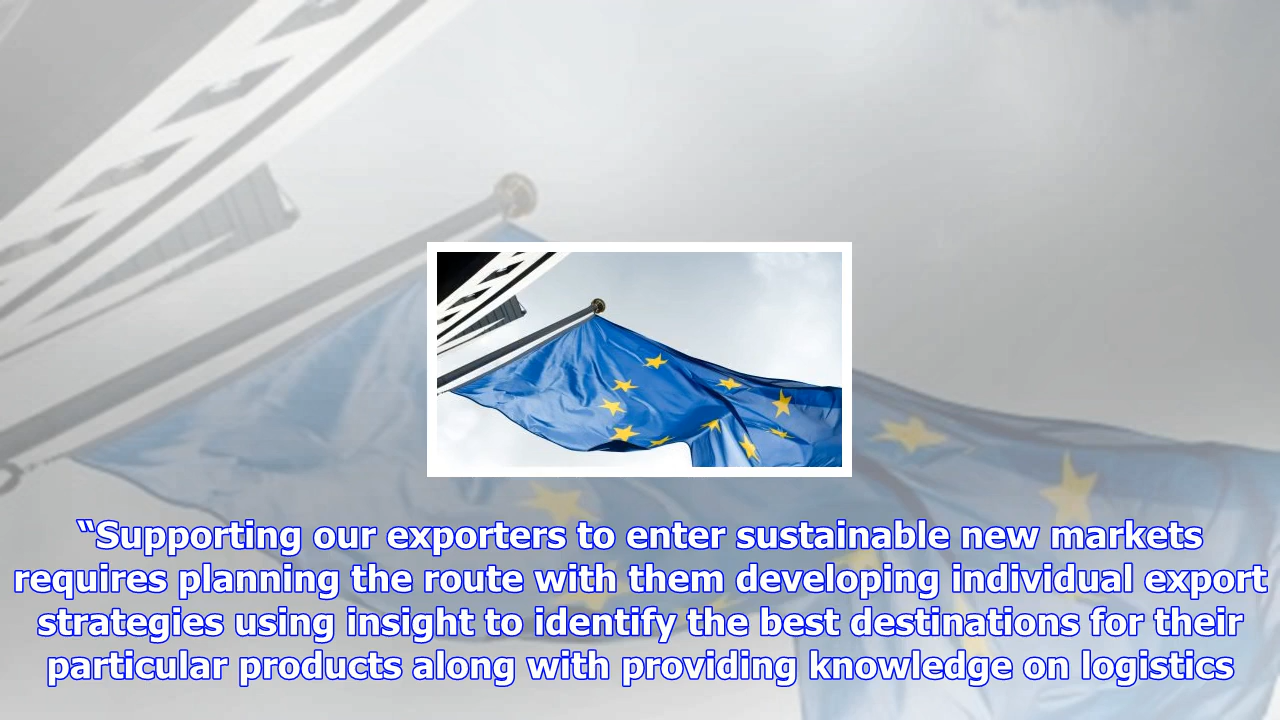 “Supporting our exporters to enter sustainable new markets
requires planning the route with them developing individual export
strategies using insight to identify the best destinations for their
particular products along with providing knowledge on logistics